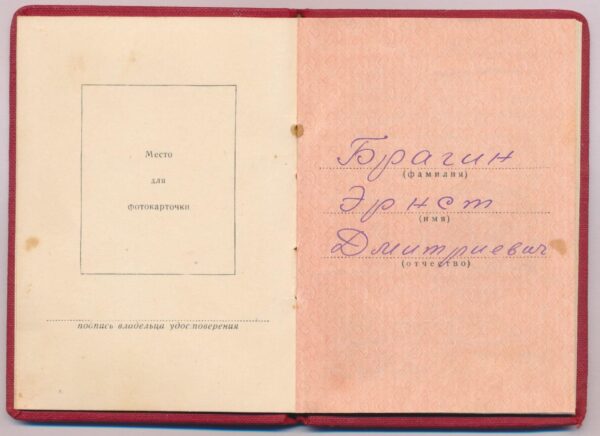 Место
для
фотокарточки
подпись владельца удостоверения
Брагин
(фамилия)
Эрнст
(имя)
Дмитриевич
(отчество)